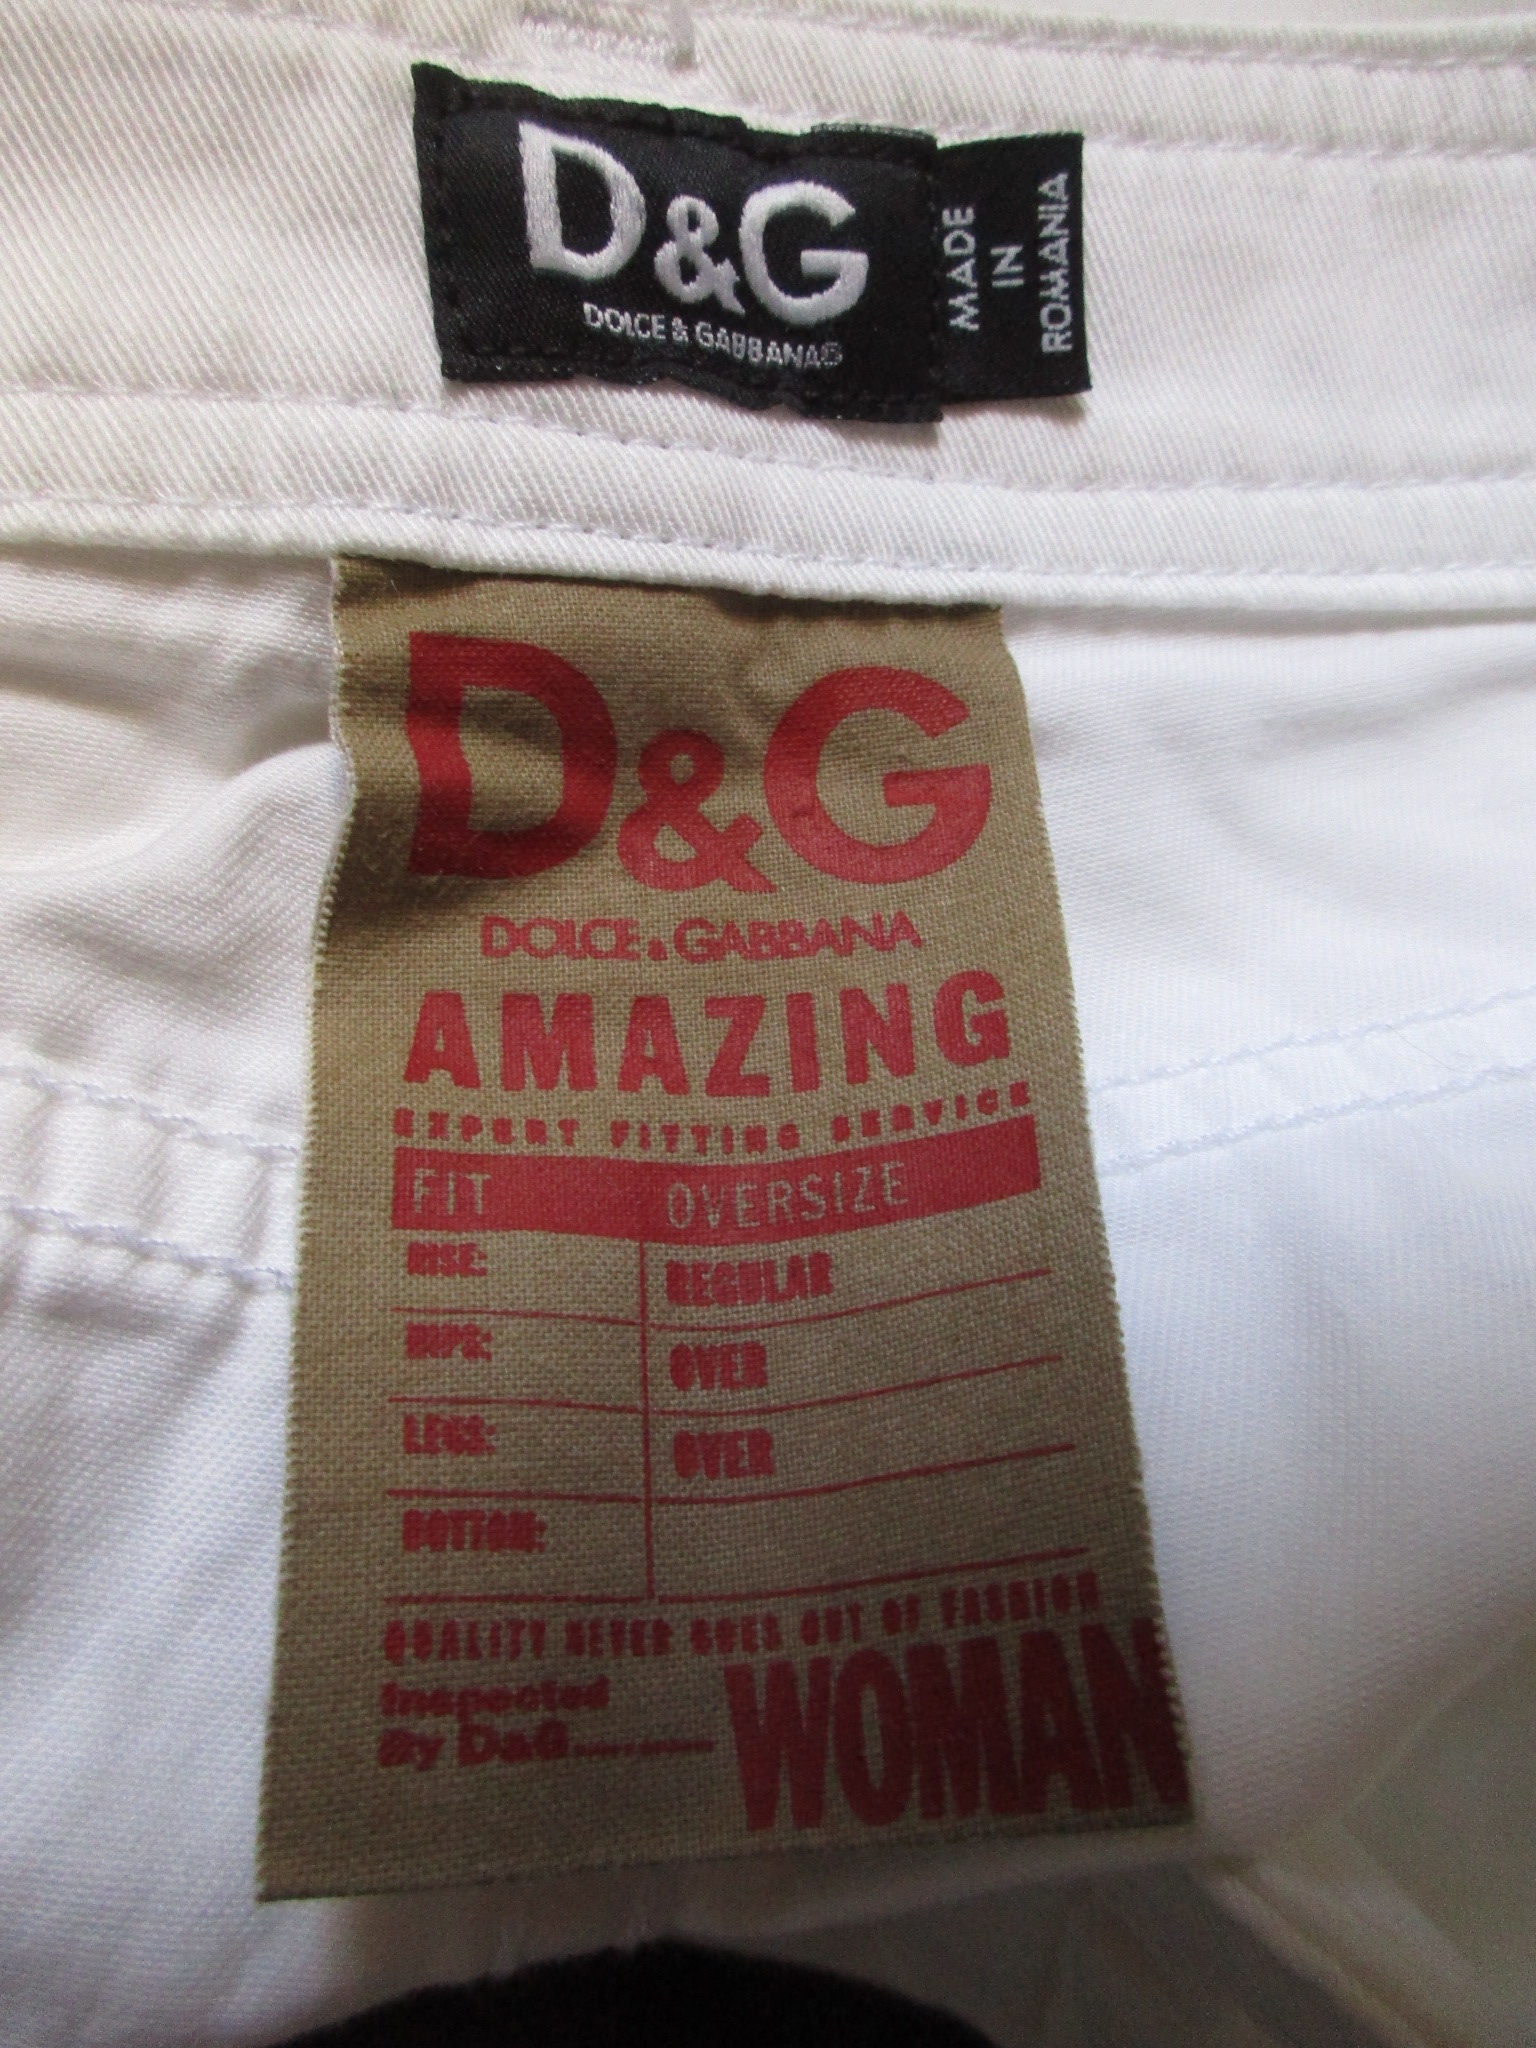 D&G
DOLCE & GABBANA
MADE
IN
ROMANIA
D&G
DOLCE & GABBANA
AMAZING
EXPERT FITTING SERVICE
FIT OVERSIZE
RISE: REGULAR
HIPS: OVER
LEGS: OVER
BOTTOM:
QUALITY NEVER GOES OUT OF FASHION
Inspected
By D&G
WOMAN